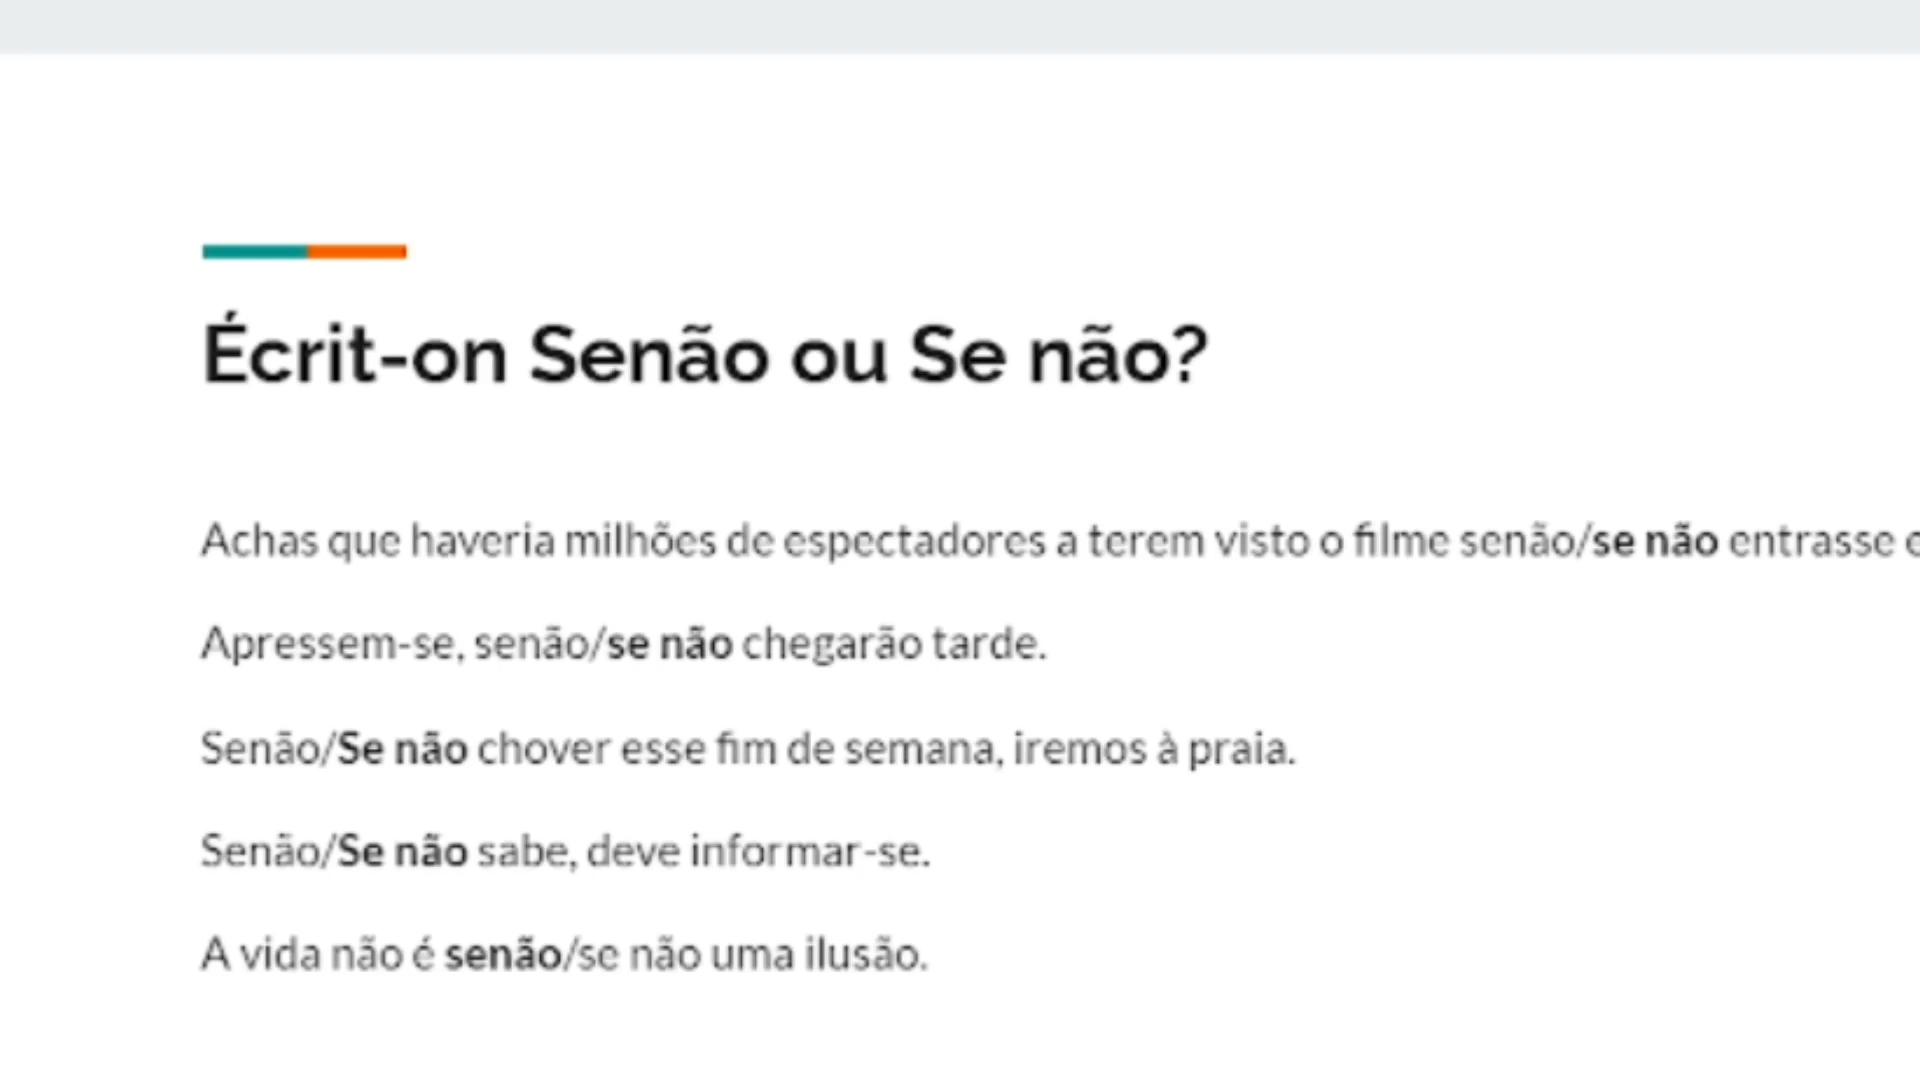 Écrit-on Senão ou Se não?
Achas que haveria milhões de espectadores a terem visto o filme senão/se não entrasse
Apressem-se, senão/se não chegarão tarde.
Senão/Se não chover esse fim de semana, iremos à praia.
Senão/Se não sabe, deve informar-se.
A vida não é senão/se não uma ilusão.